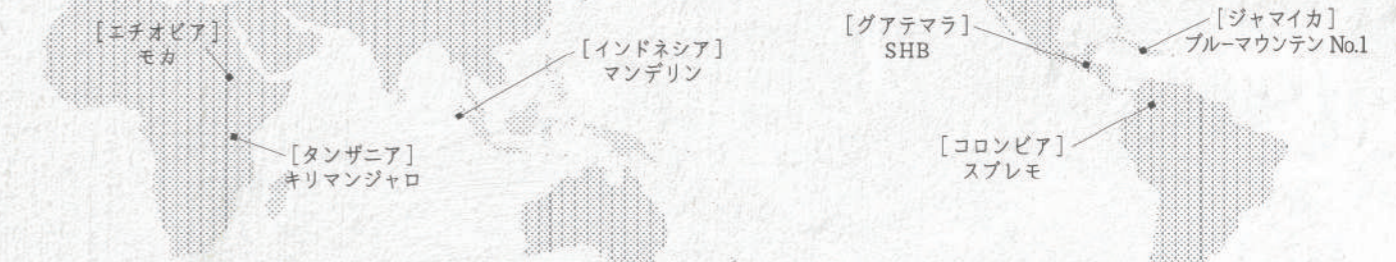 [エチオピア]
モカ
[インドネシア]
マンデリン
[タンザニア]
キリマンジャロ
[グアテマラ]
SHB
[ジャマイカ]
ブルーマウンテン No.1
[コロンビア]
スプレモ